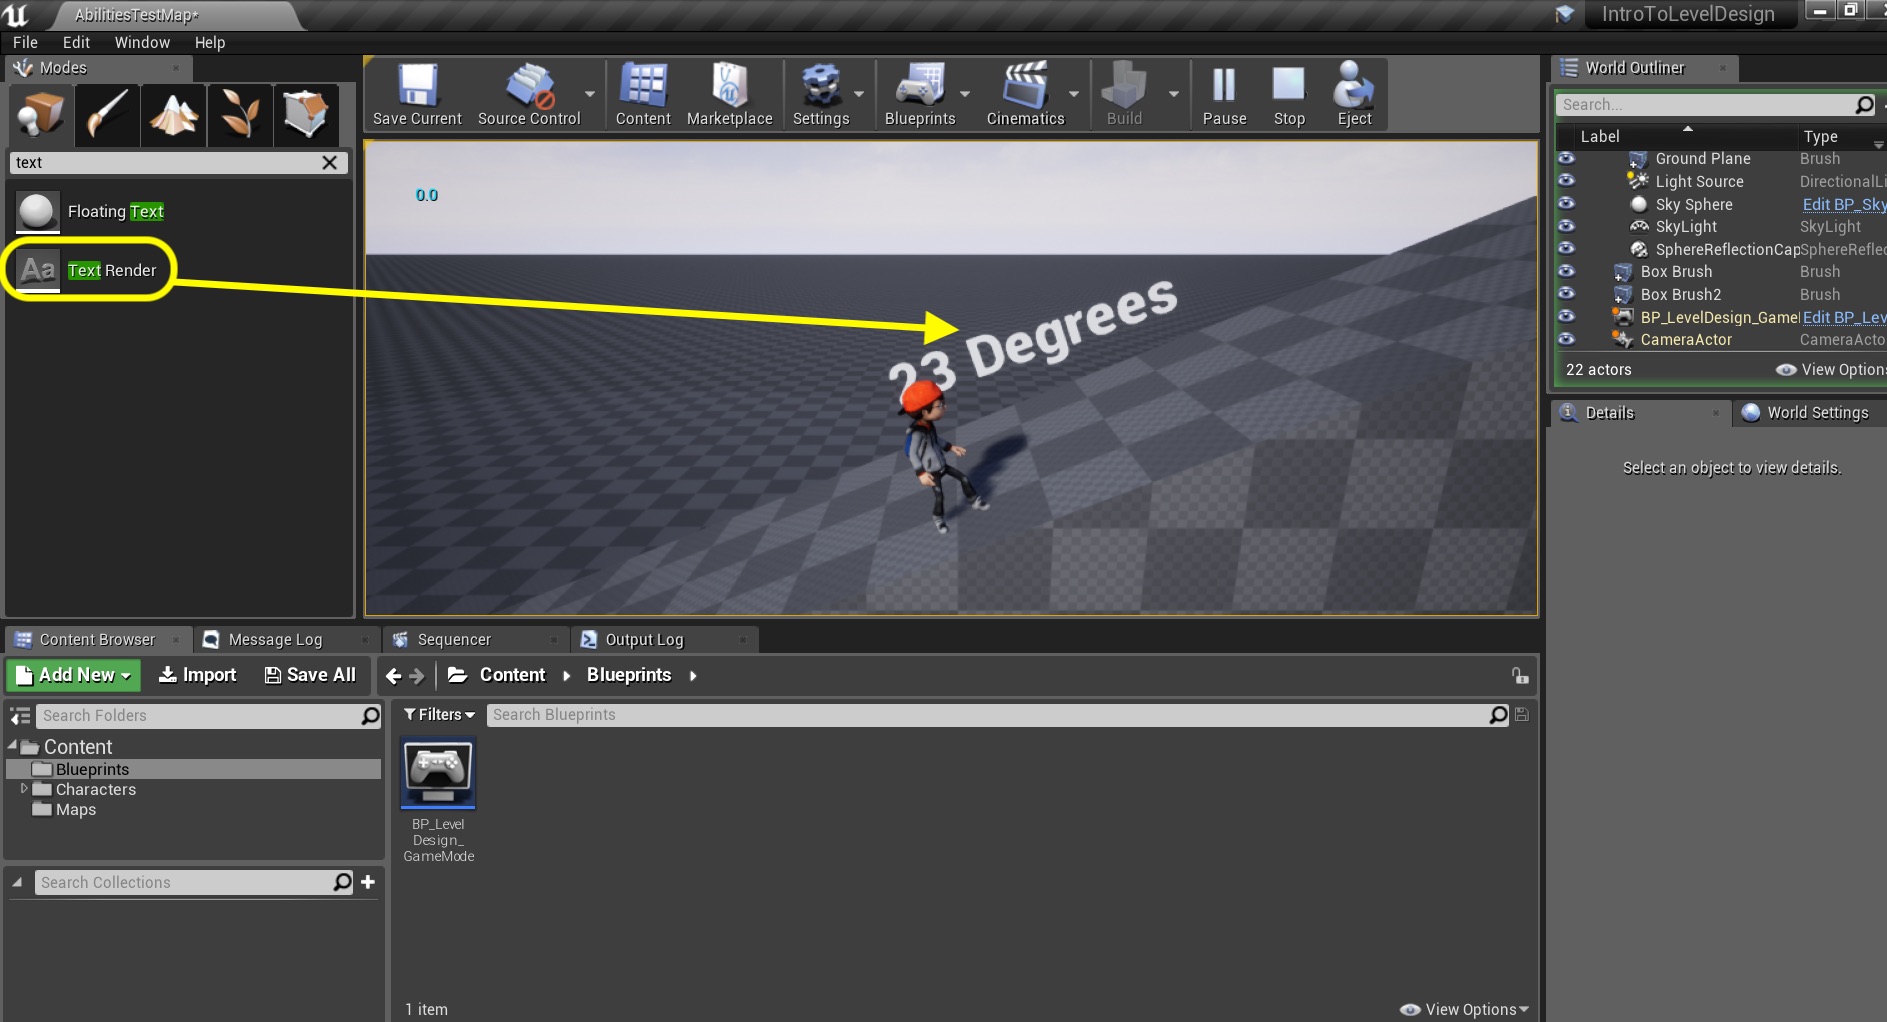 AbilitiesTestMap*
IntroToLevelDesign
File Edit Window Help
Modes
Save Current Source Control Content Marketplace Settings Blueprints Cinematics Build Pause Stop Eject
World Outliner
Search...
Label Type
text
Floating Text
Aa Text Render
0.0
23 Degrees
Ground Plane Brush
Light Source DirectionalLi
Sky Sphere Edit BP_Sky
SkyLight SkyLight
SphereReflectionCap SphereReflec
Box Brush Brush
Box Brush2 Brush
BP_LevelDesign_Game Edit BP_Lev
CameraActor CameraActo
22 actors View Options
Details World Settings
Select an object to view details.
Content Browser Message Log Sequencer Output Log
Add New Import Save All Content Blueprints
Search Folders
Filters Search Blueprints
Content
Blueprints
Characters
Maps
BP_Level
Design_
GameMode
Search Collections
1 item View Options